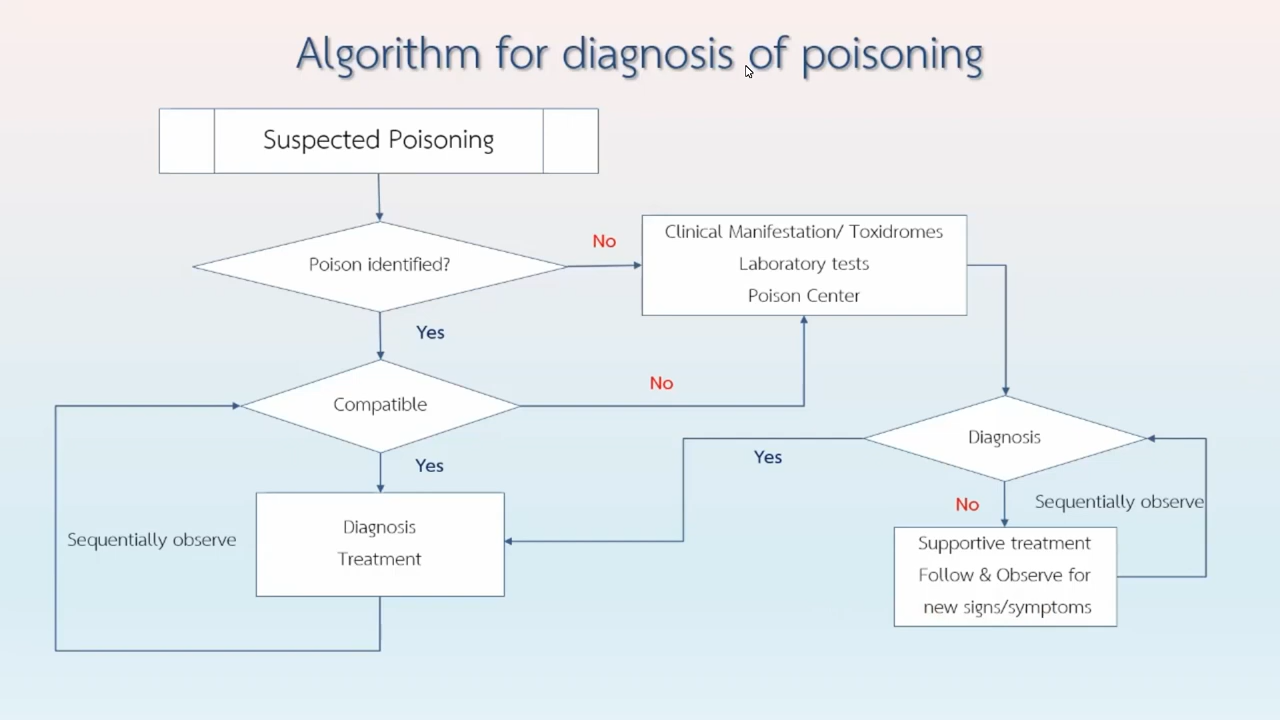 Algorithm for diagnosis of poisoning
Suspected Poisoning
Poison identified?
No
Clinical Manifestation/ Toxidromes
Laboratory tests
Poison Center
Yes
Compatible
No
Yes
Diagnosis
Treatment
Sequentially observe
Diagnosis
Yes
No
Sequentially observe
Supportive treatment
Follow & Observe for
new signs/symptoms